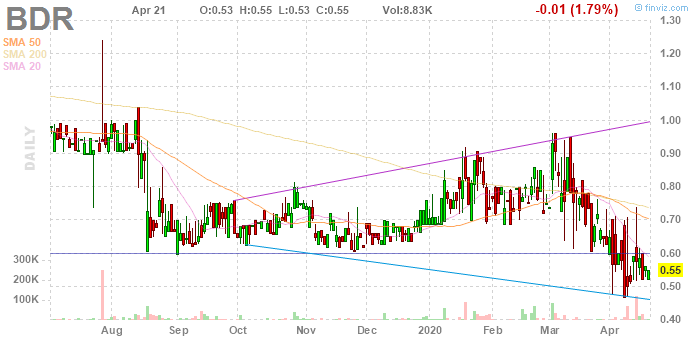 BDR
Apr 21
O:0.53 H:0.55 L:0.53 C:0.55
Vol:8.83K
-0.01 (1.79%)
© finviz.com
SMA 50
SMA 200
SMA 20
DAILY
1.30
1.20
1.10
1.00
0.90
0.80
0.70
0.60
0.55
0.50
0.40
300K
200K
100K
Aug
Sep
Oct
Nov
Dec
2020
Feb
Mar
Apr